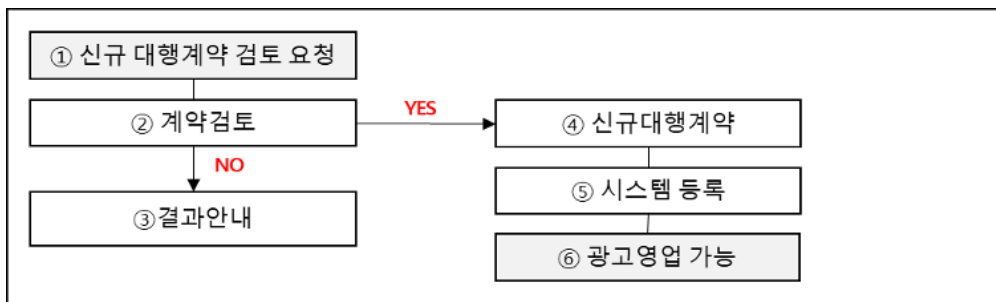 ① 신규 대행계약 검토 요청
② 계약검토
YES
④ 신규대행계약
NO
⑤ 시스템 등록
③결과안내
⑥ 광고영업 가능